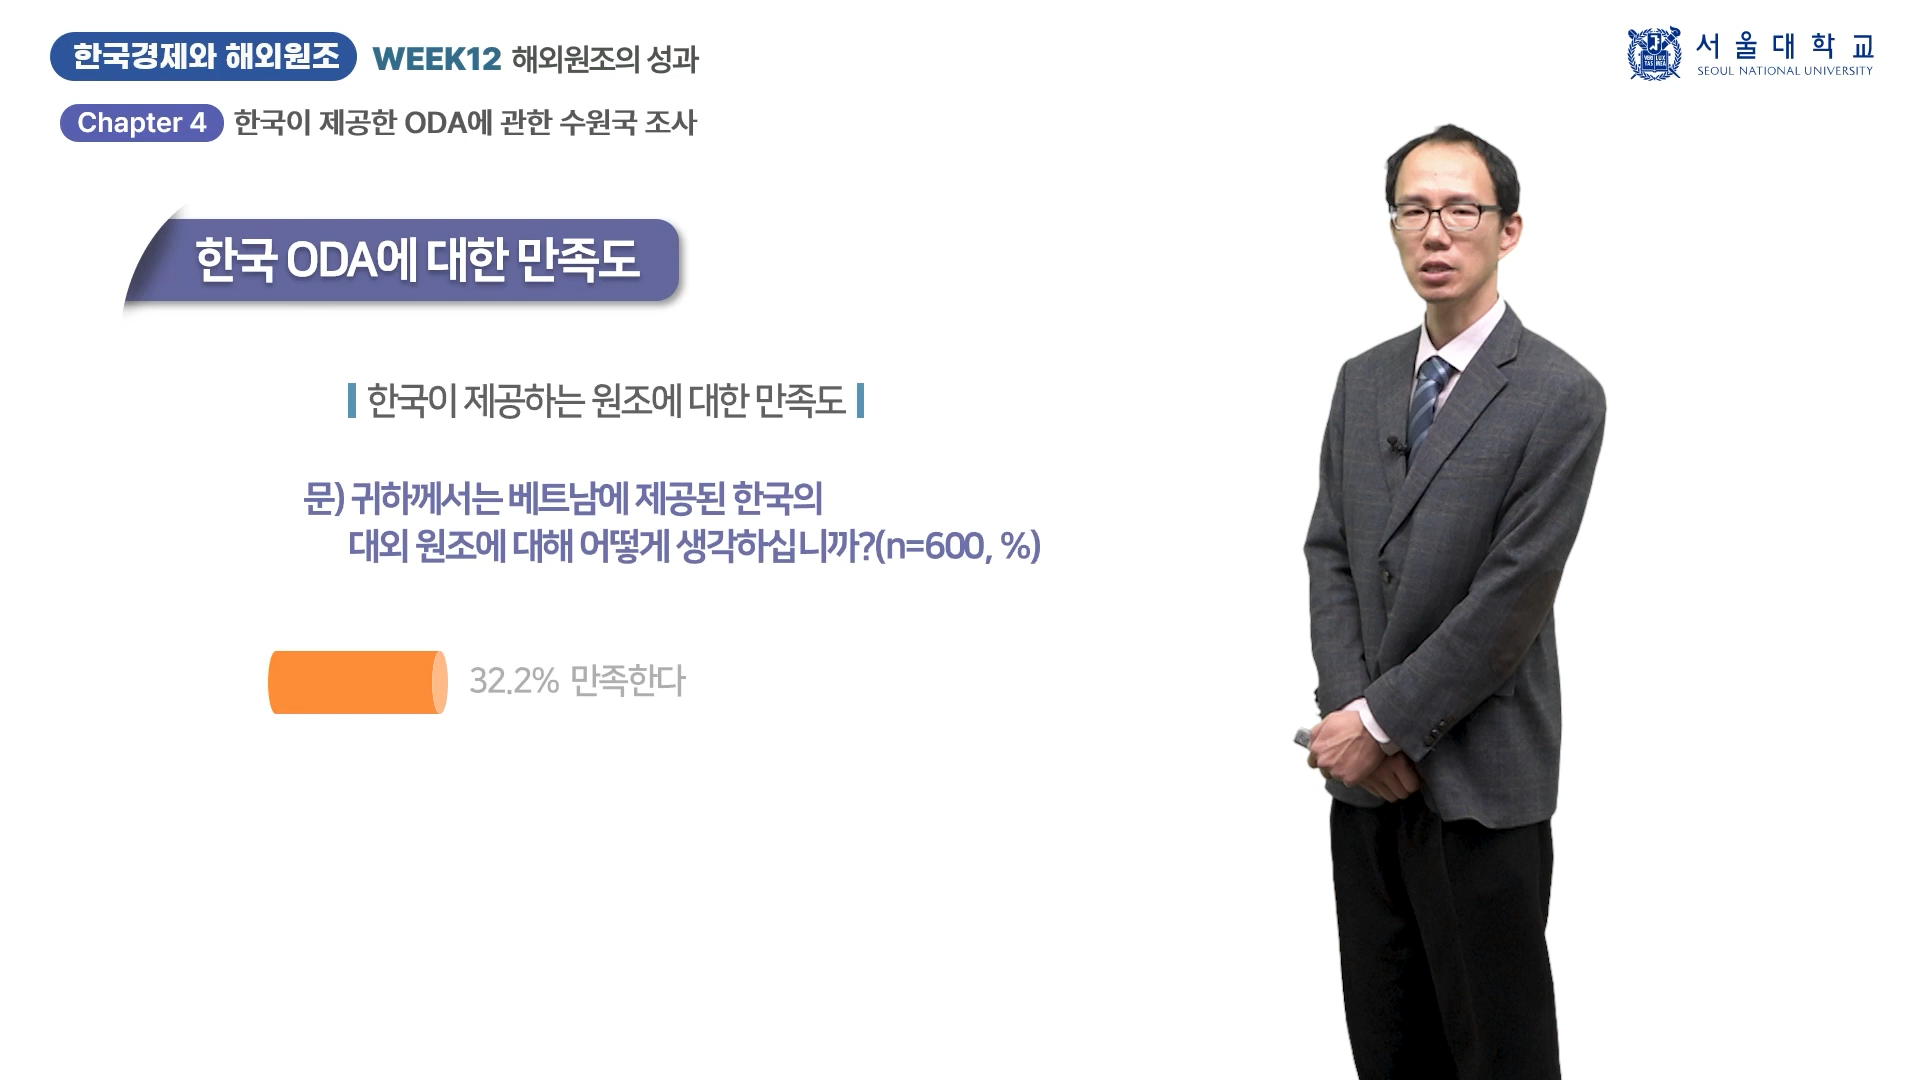 한국경제와 해외원조 WEEK12 해외원조의 성과
서울대학교
SEOUL NATIONAL UNIVERSITY
Chapter 4 한국이 제공한 ODA에 관한 수원국 조사
한국 ODA에 대한 만족도
한국이 제공하는 원조에 대한 만족도
문) 귀하께서는 베트남에 제공된 한국의
대외 원조에 대해 어떻게 생각하십니까?(n=600, %)
32.2% 만족한다